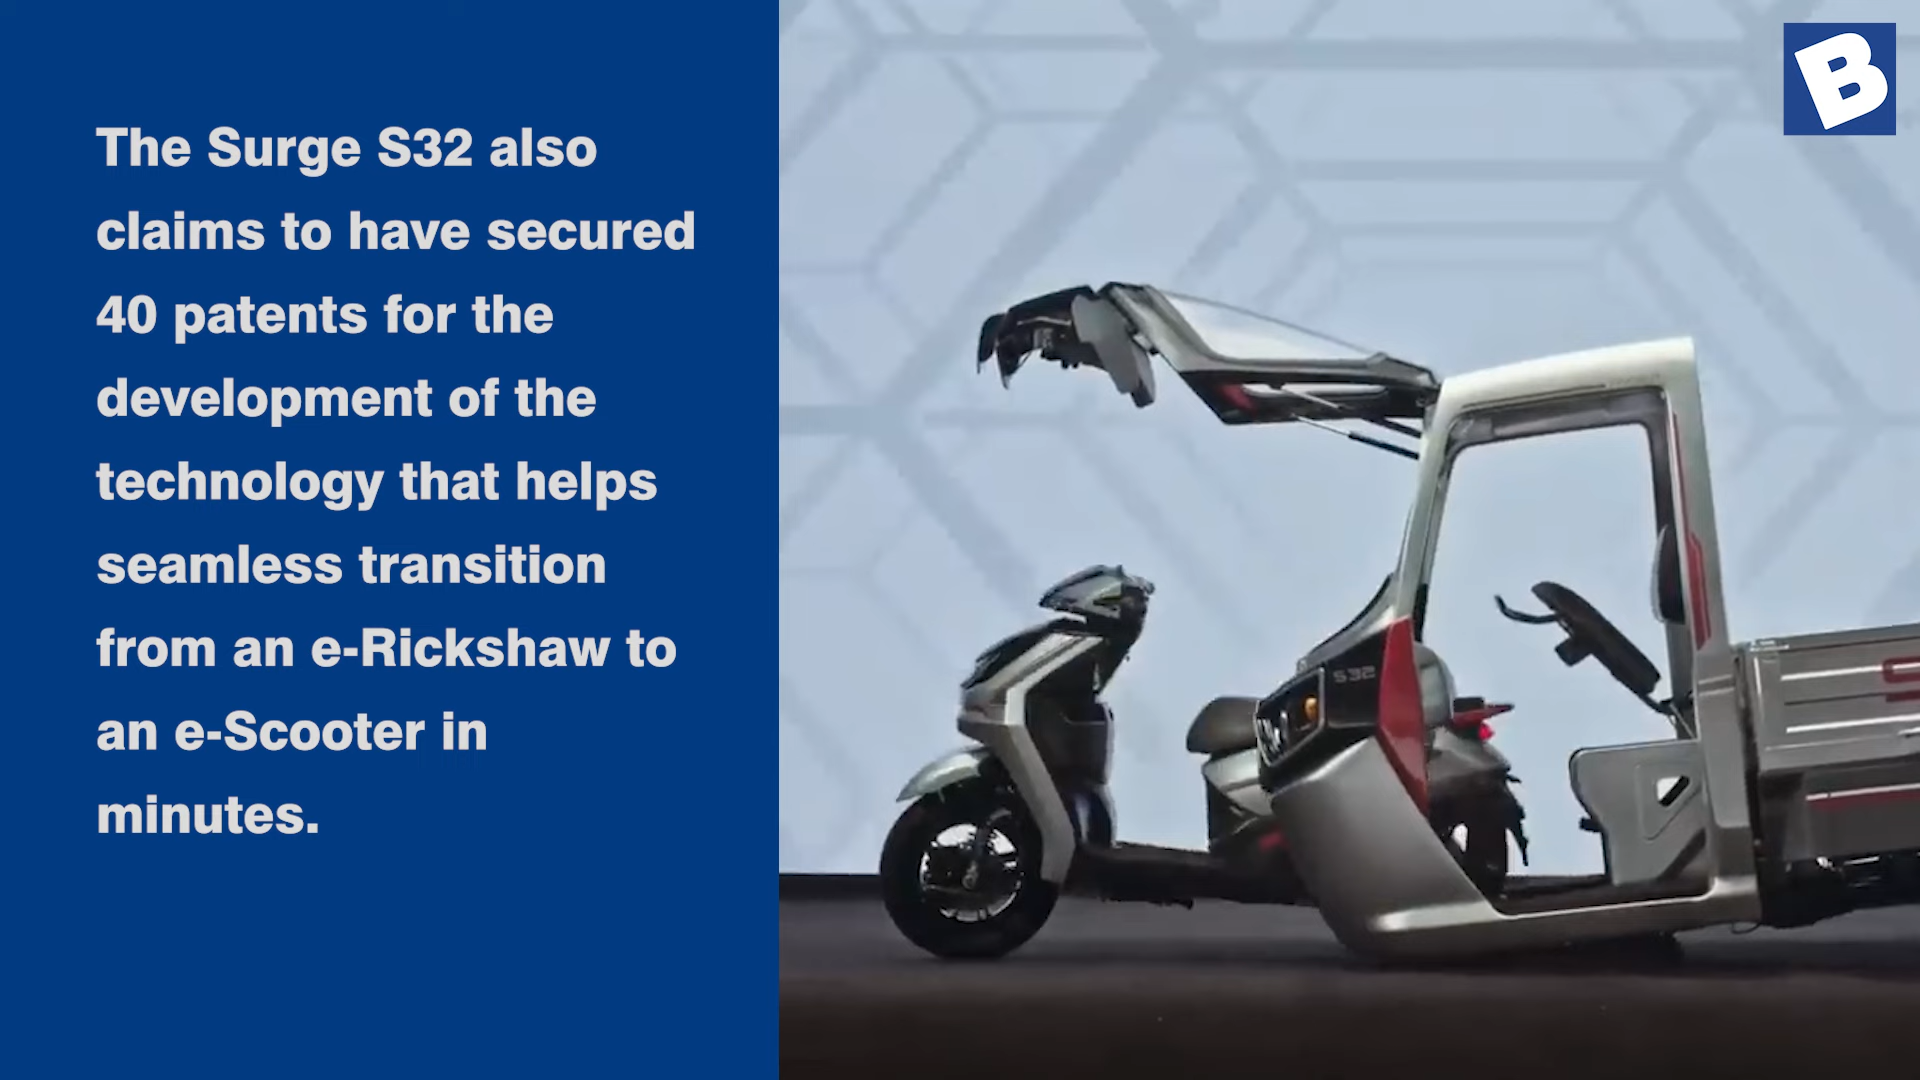 The Surge S32 also
claims to have secured
40 patents for the
development of the
technology that helps
seamless transition
from an e-Rickshaw to
an e-Scooter in
minutes.
B
S32